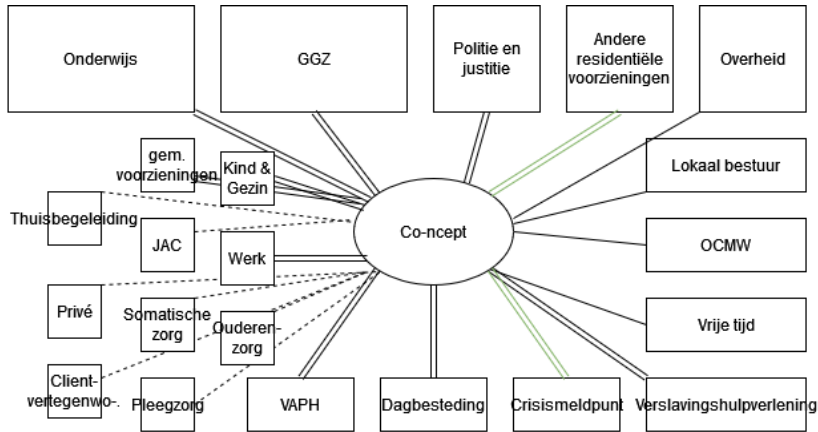 Onderwijs
GGZ
Politie en
justitie
Andere
residentiële
voorzieningen
Overheid
gem.
voorzieningen
Kind &
Gezin
Lokaal bestuur
Thuisbegeleiding
JAC
Werk
Co-ncept
OCMW
Privé
Somatische
zorg
Ouderen-
zorg
Vrije tijd
Client-
vertegenwo-.
Pleegzorg
VAPH
Dagbesteding
Crisismeldpunt
Verslavingshulpverlening